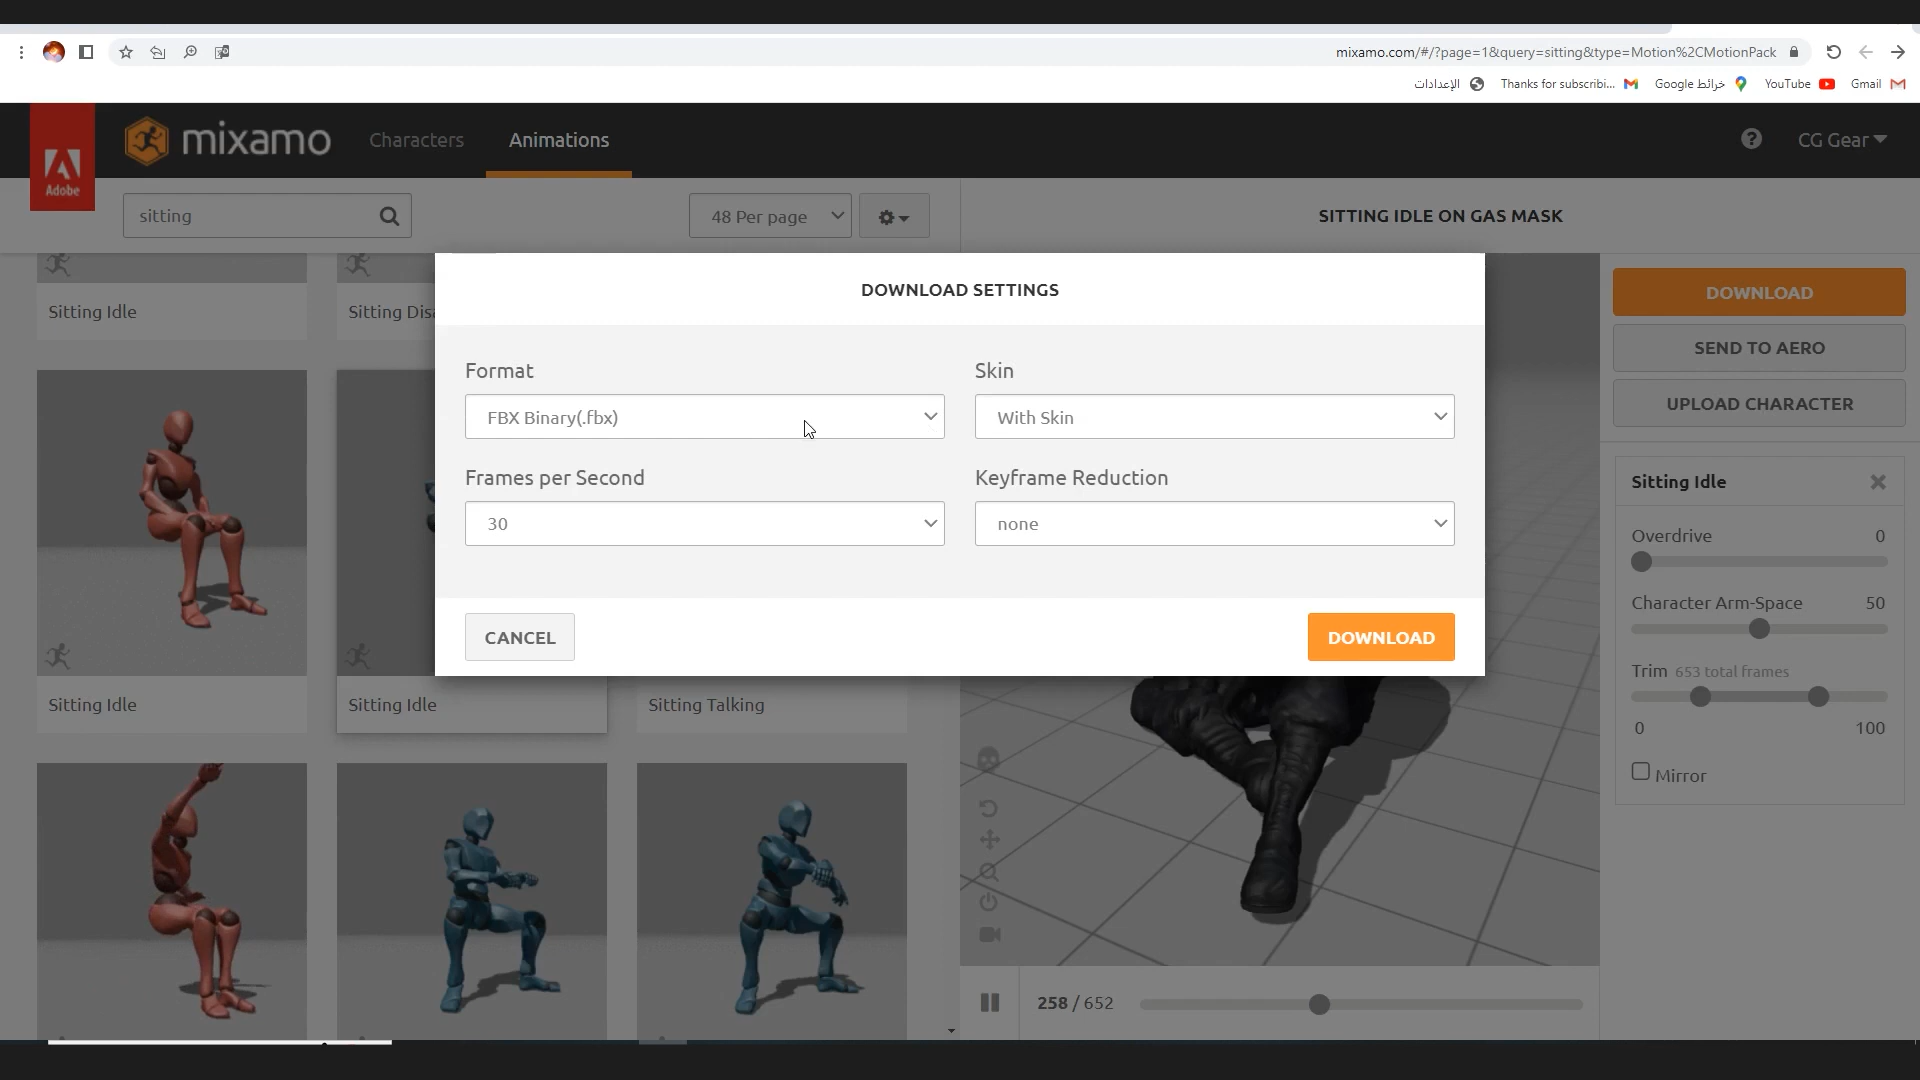 mixamo.com/#/?page=1&query=sitting&type=Motion%2CMotionPack
الإعدادات
Thanks for subscribi...
خرائط Google
YouTube
Gmail
Adobe
mixamo
Characters
Animations
CG Gear
sitting
48 Per page
SITTING IDLE ON GAS MASK
Sitting Idle
Sitting Disa
DOWNLOAD SETTINGS
Format
Skin
FBX Binary(.fbx)
With Skin
Frames per Second
Keyframe Reduction
30
none
CANCEL
DOWNLOAD
DOWNLOAD
SEND TO AERO
UPLOAD CHARACTER
Sitting Idle
Overdrive 0
Character Arm-Space 50
Trim 653 total frames
0 100
Mirror
Sitting Idle
Sitting Idle
Sitting Talking
258 / 652